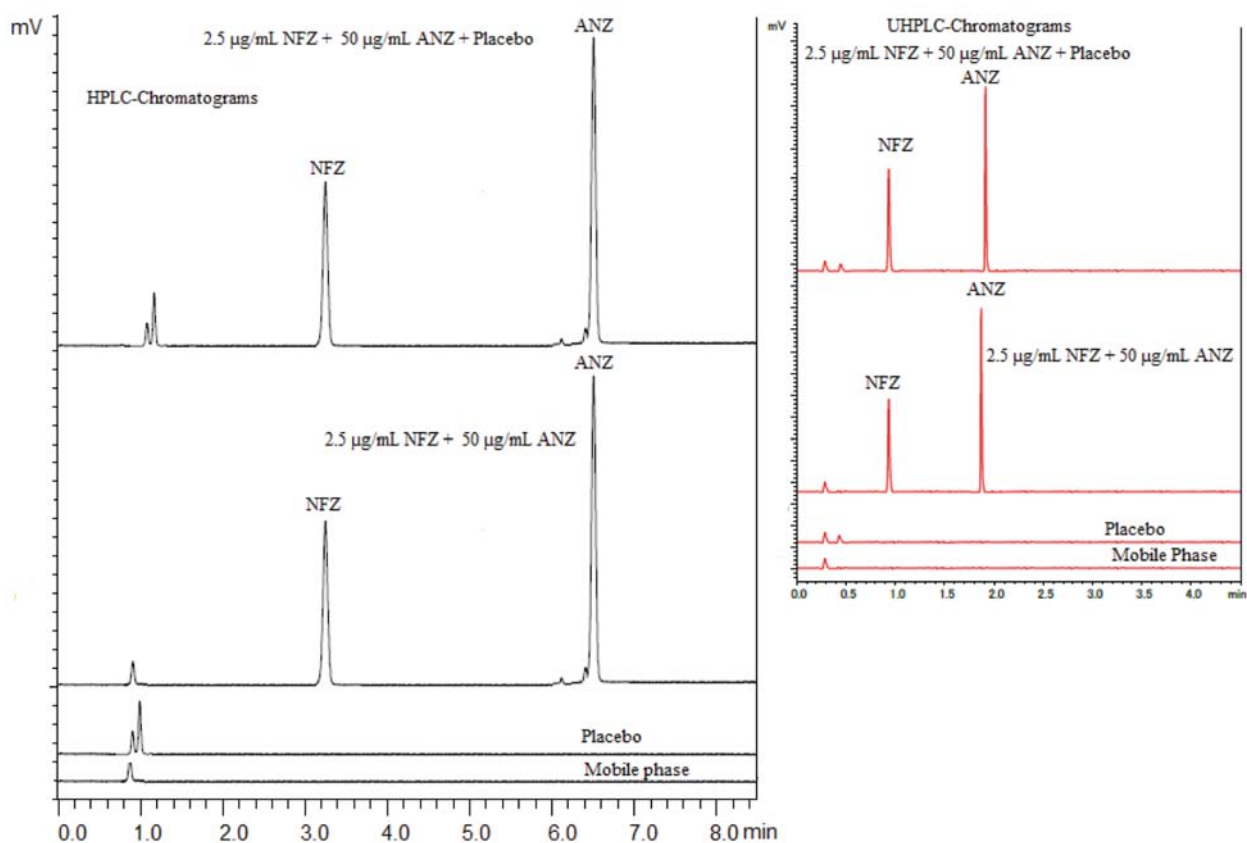 mV
2.5 µg/mL NFZ + 50 µg/mL ANZ + Placebo
ANZ
HPLC-Chromatograms
NFZ
ANZ
2.5 µg/mL NFZ + 50 µg/mL ANZ
NFZ
Placebo
Mobile phase
0.0 1.0 2.0 3.0 4.0 5.0 6.0 7.0 8.0 min
mV
UHPLC-Chromatograms
2.5 µg/mL NFZ + 50 µg/mL ANZ + Placebo
ANZ
NFZ
ANZ
2.5 µg/mL NFZ + 50 µg/mL ANZ
NFZ
Placebo
Mobile Phase
0.0 0.5 1.0 1.5 2.0 2.5 3.0 3.5 4.0 min